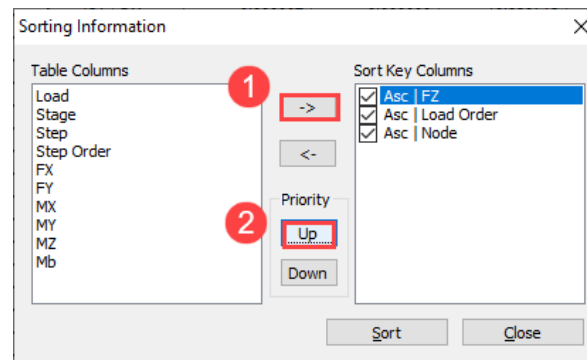 Sorting Information
Table Columns
Load
Stage
Step
Step Order
FX
FY
MX
MY
MZ
Mb
1
->
<-
Priority
2
Up
Down
Sort Key Columns
Asc | FZ
Asc | Load Order
Asc | Node
Sort
Close